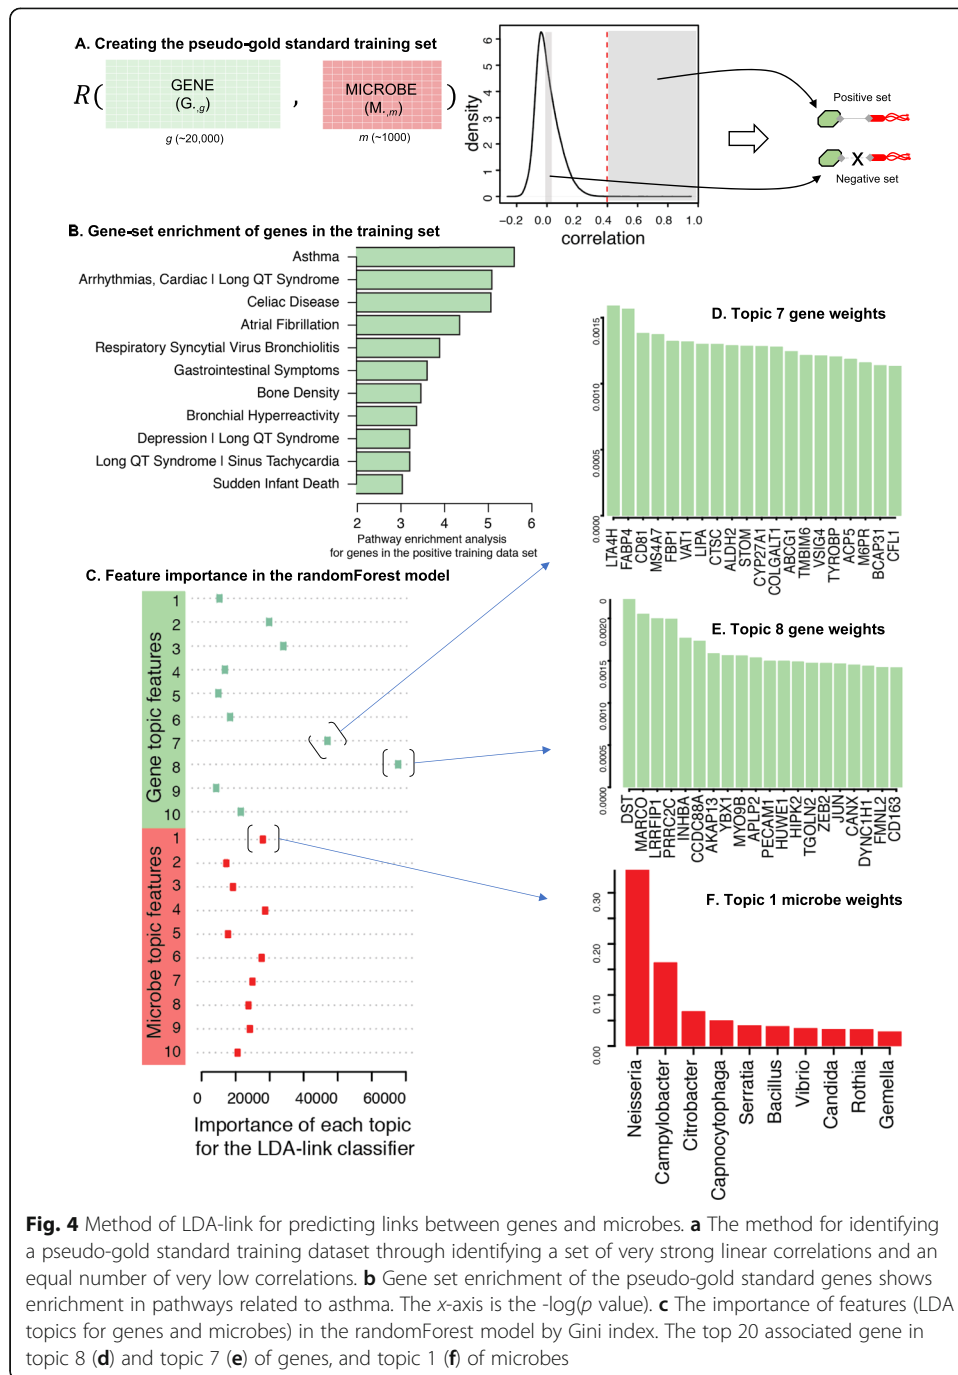 A. Creating the pseudo-gold standard training set
R( GENE (G.,g) , MICROBE (M.,m) )
g (~20,000)
m (~1000)
density
0 1 2 3 4 5 6
−0.2 0.0 0.2 0.4 0.6 0.8 1.0
correlation
Positive set
X
Negative set
B. Gene-set enrichment of genes in the training set
Asthma
Arrhythmias, Cardiac | Long QT Syndrome
Celiac Disease
Atrial Fibrillation
Respiratory Syncytial Virus Bronchiolitis
Gastrointestinal Symptoms
Bone Density
Bronchial Hyperreactivity
Depression | Long QT Syndrome
Long QT Syndrome | Sinus Tachycardia
Sudden Infant Death
2 3 4 5 6
Pathway enrichment analysis
for genes in the positive training data set
C. Feature importance in the randomForest model
Gene topic features
1
2
3
4
5
6
7
8
9
10
Microbe topic features
1
2
3
4
5
6
7
8
9
10
0 20000 40000 60000
Importance of each topic
for the LDA-link classifier
D. Topic 7 gene weights
0.0000 0.0005 0.0010 0.0015
LTA4H
FABP4
CD81
MS4A7
FBP1
VAT1
LIPA
CTSC
ALDH2
STOM
CYP27A1
COLGALT1
ABCG1
TMBIM6
VSIG4
TYROBP
ACP5
M6PR
BCAP31
CFL1
E. Topic 8 gene weights
0.0000 0.0005 0.0010 0.0015 0.0020 0
DST
MARCO
LRRFIP1
PRRC2C
INHBA
CCDC88A
AKAP13
YBX1
MYO9B
APLP2
PECAM1
HUWE1
HIPK2
TGOLN2
ZEB2
JUN
CANX
DYNC1H1
FMNL2
CD163
F. Topic 1 microbe weights
0.00 0.10 0.20 0.30
Neisseria
Campylobacter
Citrobacter
Capnocytophaga
Serratia
Bacillus
Vibrio
Candida
Rothia
Gemella
Fig. 4 Method of LDA-link for predicting links between genes and microbes. a The method for identifying
a pseudo-gold standard training dataset through identifying a set of very strong linear correlations and an
equal number of very low correlations. b Gene set enrichment of the pseudo-gold standard genes shows
enrichment in pathways related to asthma. The x-axis is the -log(p value). c The importance of features (LDA
topics for genes and microbes) in the randomForest model by Gini index. The top 20 associated gene in
topic 8 (d) and topic 7 (e) of genes, and topic 1 (f) of microbes